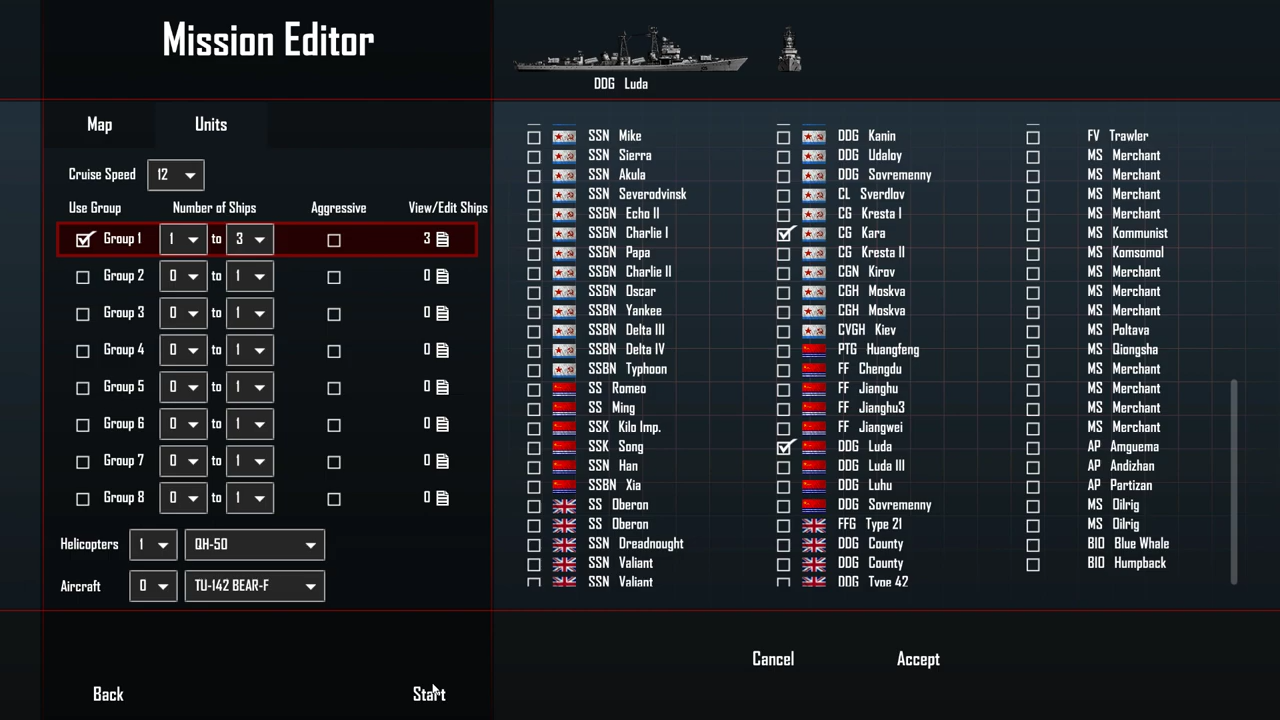 Mission Editor
DDG Luda
Map
Units
Cruise Speed 12
Use Group Number of Ships Aggressive View/Edit Ships
Group 1 1 to 3 3
Group 2 0 to 1 0
Group 3 0 to 1 0
Group 4 0 to 1 0
Group 5 0 to 1 0
Group 6 0 to 1 0
Group 7 0 to 1 0
Group 8 0 to 1 0
Helicopters 1 QH-50
Aircraft 0 TU-142 BEAR-F
Back
Start
SSN Mike
SSN Sierra
SSN Akula
SSN Severodvinsk
SSGN Echo II
SSGN Charlie I
SSGN Papa
SSGN Charlie II
SSGN Oscar
SSBN Yankee
SSBN Delta III
SSBN Delta IV
SSBN Typhoon
SS Romeo
SS Ming
SSK Kilo Imp.
SSK Song
SSN Han
SSBN Xia
SS Oberon
SS Oberon
SSN Dreadnought
SSN Valiant
SSN Valiant
DDG Kanin
DDG Udaloy
DDG Sovremenny
CL Sverdlov
CG Kresta I
CG Kara
CG Kresta II
CGN Kirov
CGH Moskva
CGH Moskva
CVGH Kiev
PTG Huangfeng
FF Chengdu
FF Jianghu
FF Jianghu3
FF Jiangwei
DDG Luda
DDG Luda III
DDG Luhu
DDG Sovremenny
FFG Type 21
DDG County
DDG County
DDG Type 42
FV Trawler
MS Merchant
MS Merchant
MS Merchant
MS Merchant
MS Kommunist
MS Komsomol
MS Merchant
MS Merchant
MS Merchant
MS Poltava
MS Qiongsha
MS Merchant
MS Merchant
MS Merchant
MS Merchant
AP Amguema
AP Andizhan
AP Partizan
MS Oilrig
MS Oilrig
BIO Blue Whale
BIO Humpback
Cancel
Accept